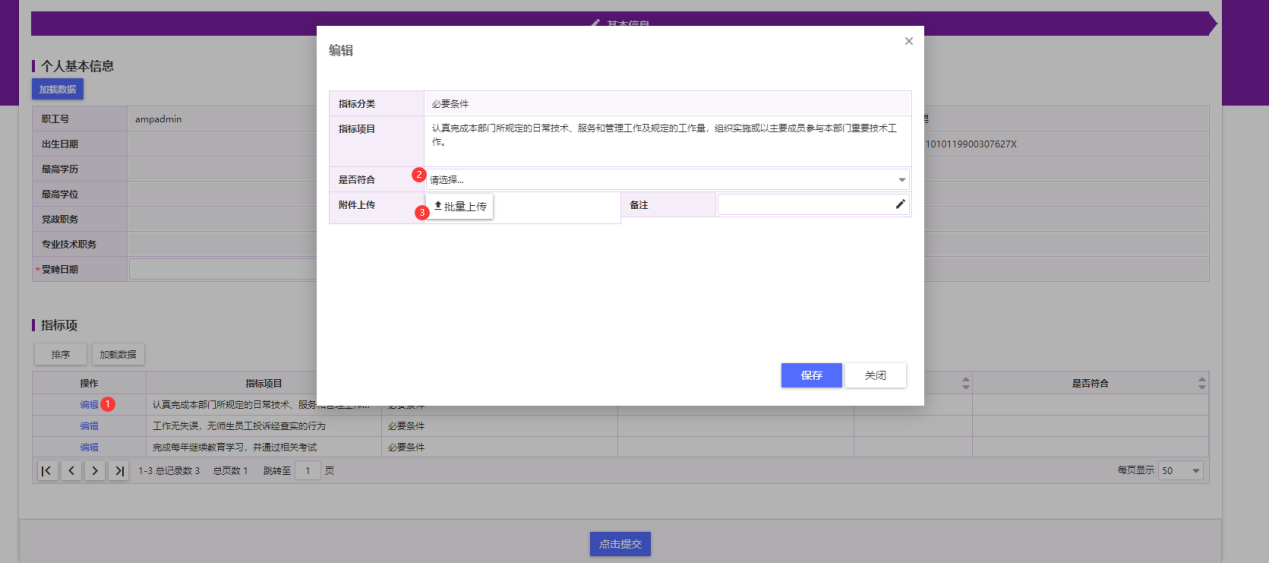 基本信息
编辑
×
个人基本信息
加载数据
指标分类 必要条件
职工号 ampadmin
指标项目 认真完成本部门所规定的日常技术、服务和管理工作及规定的工作量，组织实施或以主要成员参与本部门重要技术工
作。
出生日期 1010119900307627X
最高学历
是否符合 2 请选择...
最高学位
附件上传 3 批量上传 备注
党政职务
专业技术职务
*受聘日期
指标项
排序 加载数据
保存 关闭
操作 指标项目 是否符合
编辑 1 认真完成本部门所规定的日常技术、服务和管理工作... 必要条件
编辑 工作无失误，无师生员工投诉经查实的行为 必要条件
编辑 完成每年继续教育学习，并通过相关考试 必要条件
1-3 总记录数 3 总页数 1 跳转至 1 页 每页显示 50
点击提交